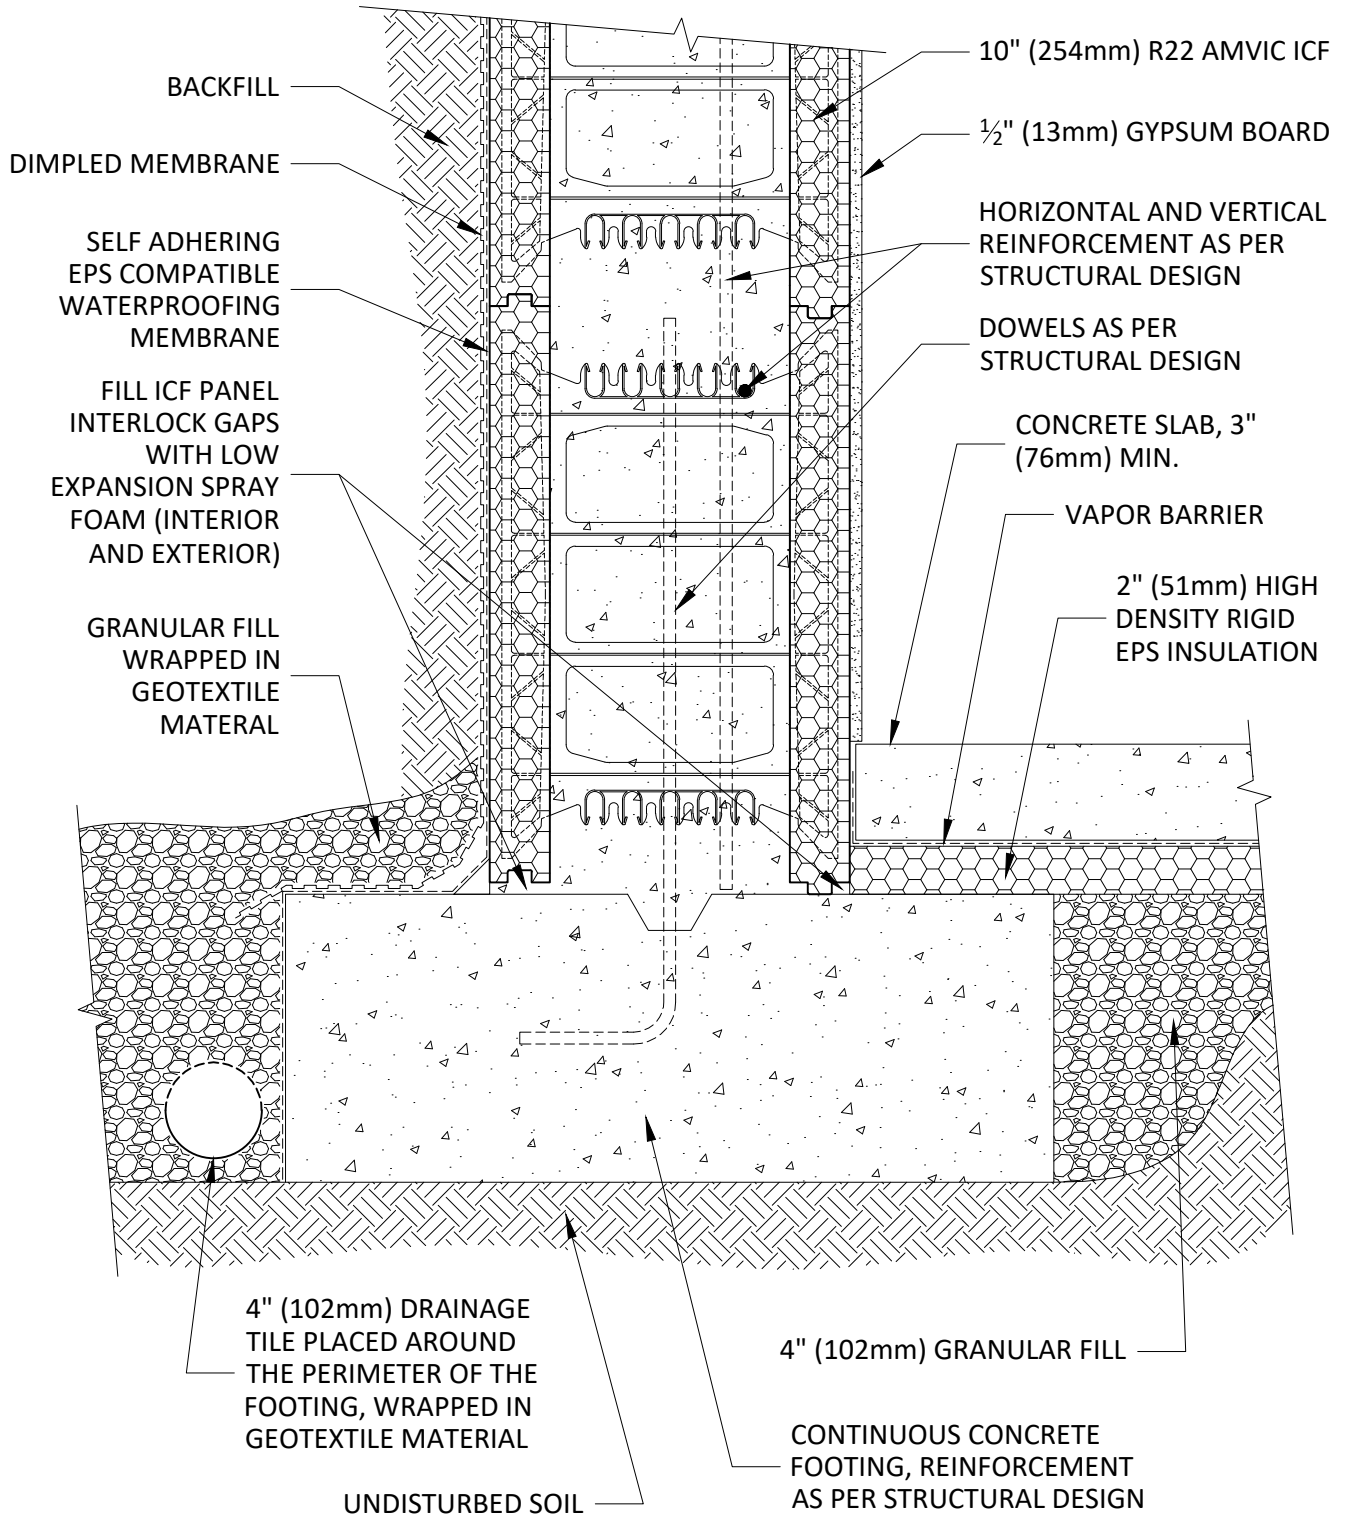 BACKFILL
DIMPLED MEMBRANE
SELF ADHERING
EPS COMPATIBLE
WATERPROOFING
MEMBRANE
FILL ICF PANEL
INTERLOCK GAPS
WITH LOW
EXPANSION SPRAY
FOAM (INTERIOR
AND EXTERIOR)
GRANULAR FILL
WRAPPED IN
GEOTEXTILE
MATERAL
10" (254mm) R22 AMVIC ICF
½" (13mm) GYPSUM BOARD
HORIZONTAL AND VERTICAL
REINFORCEMENT AS PER
STRUCTURAL DESIGN
DOWELS AS PER
STRUCTURAL DESIGN
CONCRETE SLAB, 3"
(76mm) MIN.
VAPOR BARRIER
2" (51mm) HIGH
DENSITY RIGID
EPS INSULATION
4" (102mm) DRAINAGE
TILE PLACED AROUND
THE PERIMETER OF THE
FOOTING, WRAPPED IN
GEOTEXTILE MATERIAL
UNDISTURBED SOIL
4" (102mm) GRANULAR FILL
CONTINUOUS CONCRETE
FOOTING, REINFORCEMENT
AS PER STRUCTURAL DESIGN